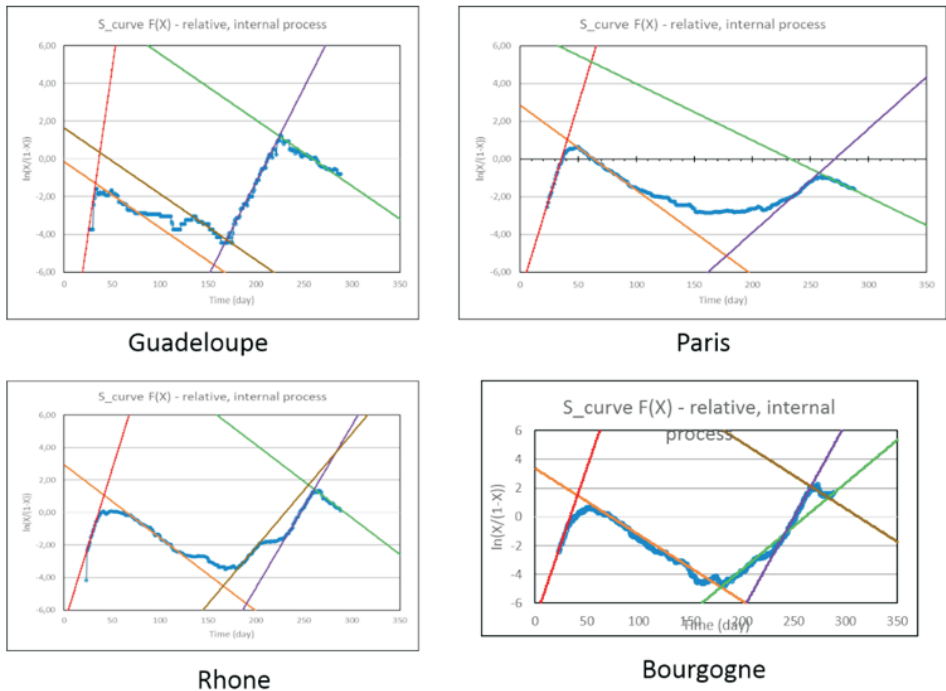 S_curve F(X) - relative, internal process
6,00
4,00
2,00
0,00
-2,00
-4,00
-6,00
ln(X/(1-X))
0 50 100 150 200 250 300 350
Time (day)
Guadeloupe
S_curve F(X) - relative, internal process
6,00
4,00
2,00
0,00
-2,00
-4,00
-6,00
ln(X/(1-X))
0 50 100 150 200 250 300 350
Time (day)
Paris
S_curve F(X) - relative, internal process
6,00
4,00
2,00
0,00
-2,00
-4,00
-6,00
ln(X/(1-X))
0 50 100 150 200 250 300 350
Time (day)
Rhone
S_curve F(X) - relative, internal
process
6
4
2
0
-2
-4
-6
ln(X/(1-X))
0 50 100 150 200 250 300 350
Time (day)
Bourgogne